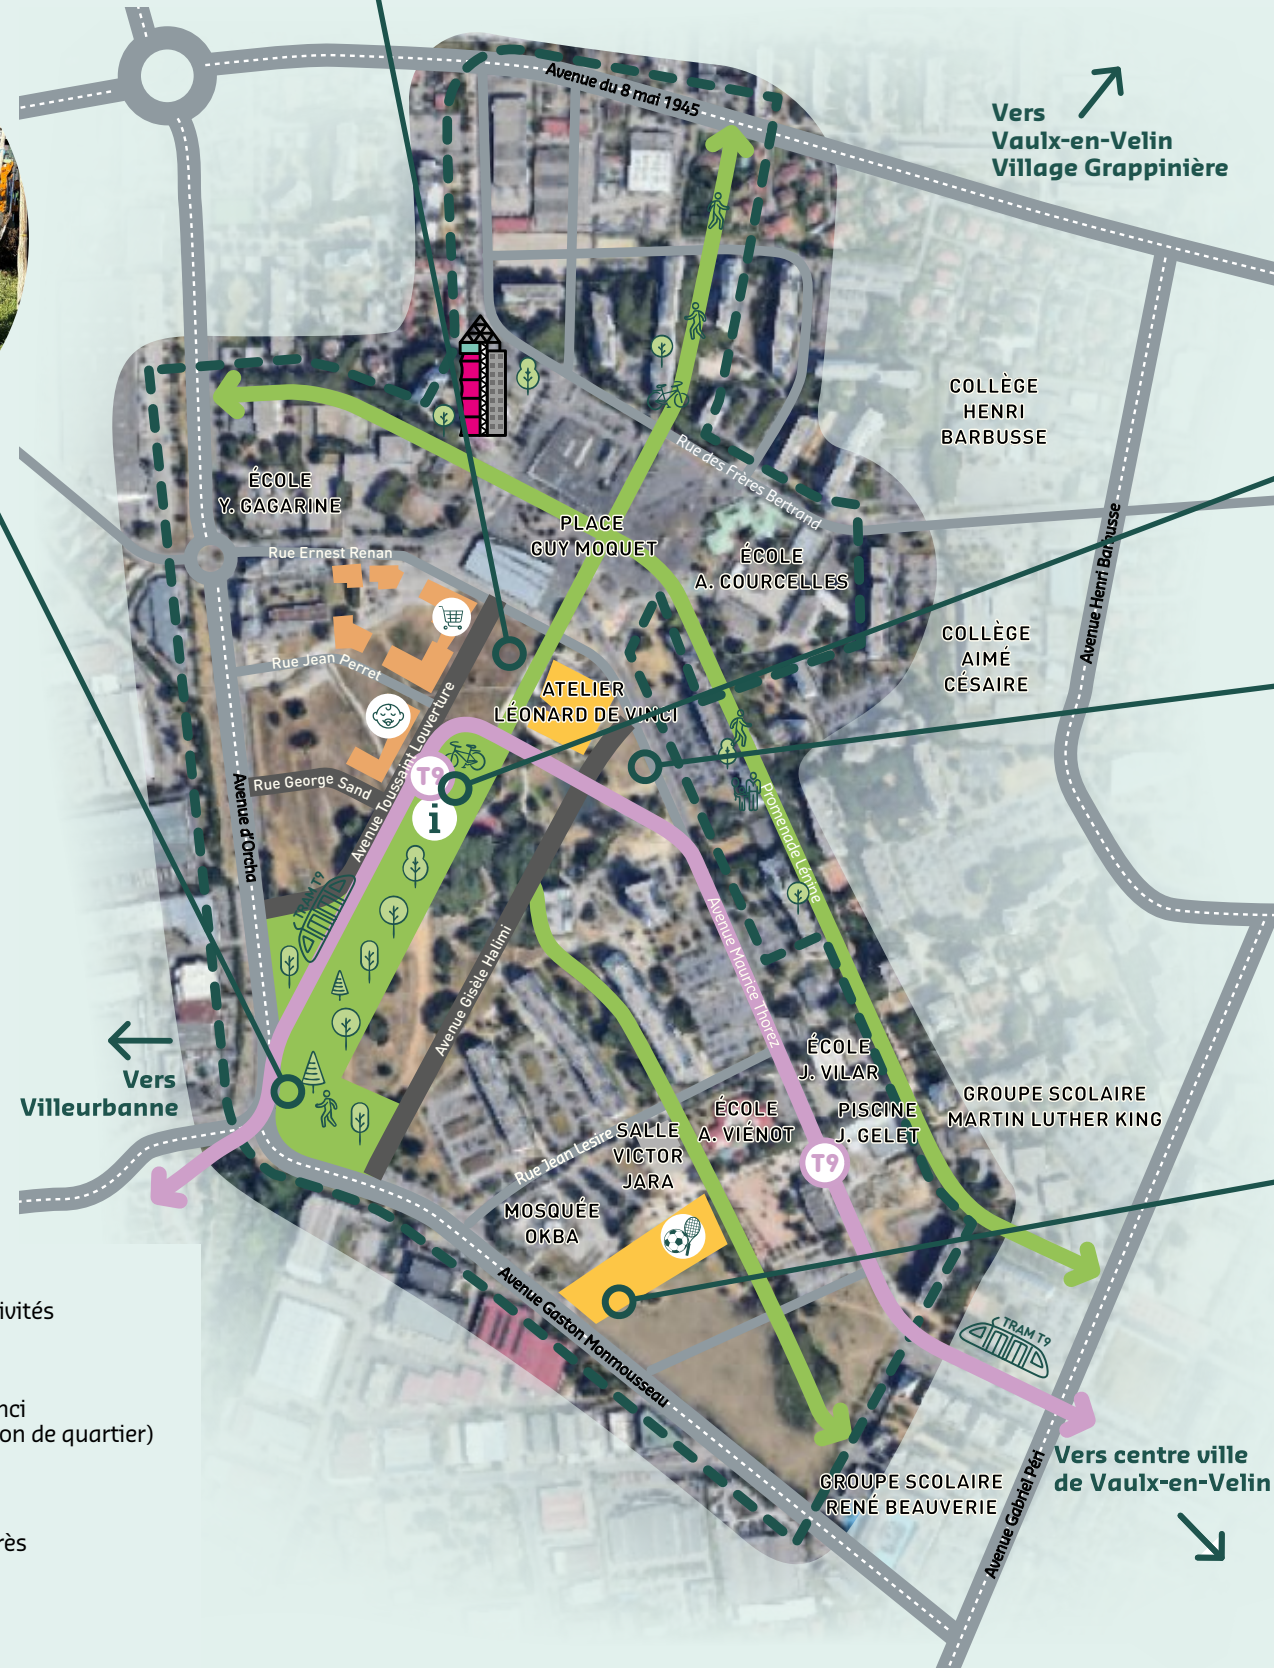 Avenue du 8 mai 1945
Vers
Vaulx-en-Velin
Village Grappinière
COLLÈGE
HENRI
BARBUSSE
Rue des Frères Bertrand
ÉCOLE
Y. GAGARINE
PLACE
GUY MOQUET
Rue Ernest Renan
ÉCOLE
A. COURCELLES
Avenue Henri Barbusse
COLLÈGE
AIMÉ
CÉSAIRE
Rue Jean Perret
ATELIER
LÉONARD DE VINCI
Avenue Toussaint Louverture
T9
i
Rue George Sand
Avenue d'Orcha
Promenade Lénine
TRAM T9
Avenue Maurice Thorez
Avenue Gisèle Halimi
Vers
Villeurbanne
ÉCOLE
J. VILAR
GROUPE SCOLAIRE
MARTIN LUTHER KING
ÉCOLE
A. VIÉNOT
PISCINE
J. GELET
T9
Rue Jean Lesire
SALLE
VICTOR
JARA
MOSQUÉE
OKBA
Avenue Gaston Monmousseau
TRAM T9
ivités
nci
on de quartier)
rès
Vers centre ville
de Vaulx-en-Velin
GROUPE SCOLAIRE
RENÉ BEAUVERIE
Avenue Gabriel Péri